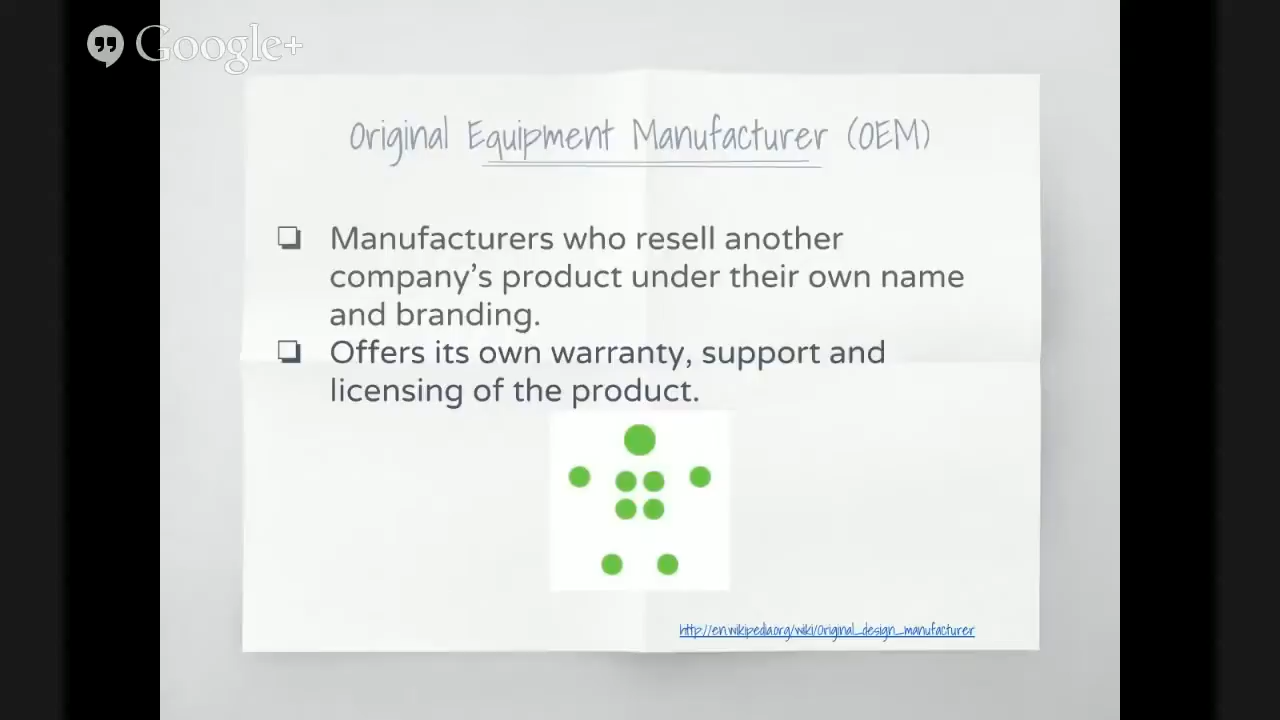 Google+
Original Equipment Manufacturer (OEM)
❑ Manufacturers who resell another
company's product under their own name
and branding.
❑ Offers its own warranty, support and
licensing of the product.
http://en.wikipedia.org/wiki/Original_design_manufacturer